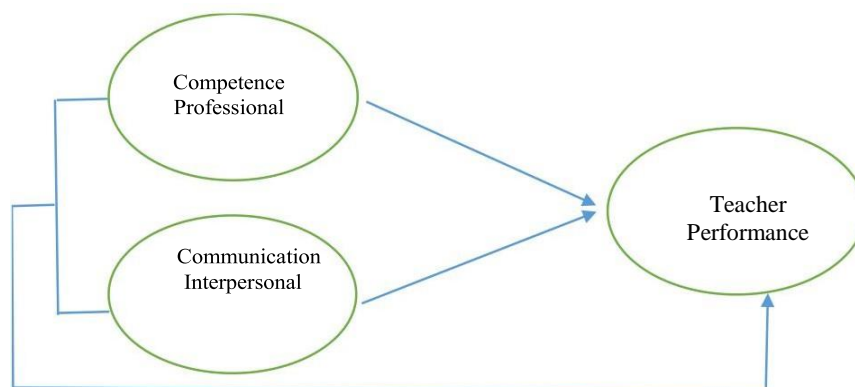 Competence
Professional
Communication
Interpersonal
Teacher
Performance